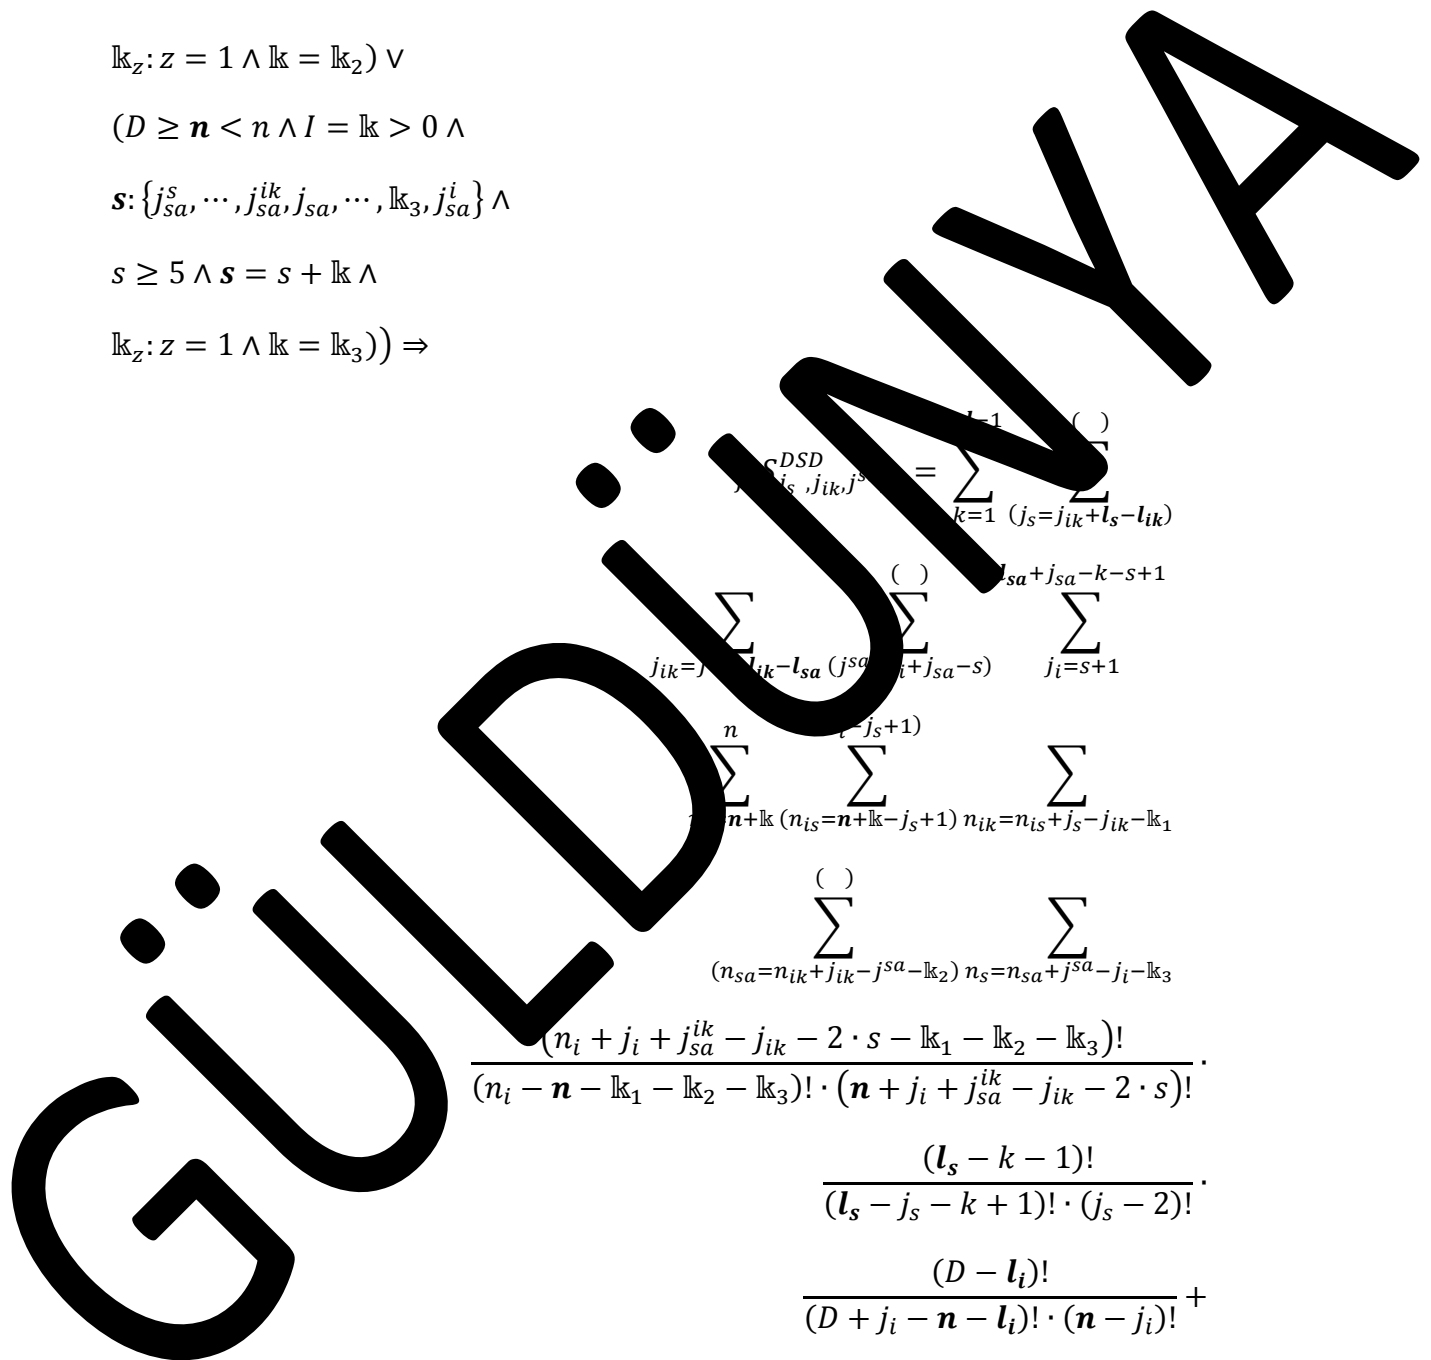 𝕜_z: z = 1 ∧ 𝕜 = 𝕜_2) ∨
(D ≥ 𝒏 < n ∧ I = 𝕜 > 0 ∧
𝒔: {j_{sa}^{s}, ⋯, j_{sa}^{ik}, j_{sa}, ⋯, 𝕜_3, j_{sa}^{i}} ∧
s ≥ 5 ∧ 𝒔 = s + 𝕜 ∧
𝕜_z: z = 1 ∧ 𝕜 = 𝕜_3)) ⇒
= ∑_{k=1} ∑_{(j_s=j_{ik}+𝒍_𝒔−𝒍_{𝒊𝒌})}^{( )}
∑ ∑^{( )} ∑_{j_i=s+1}^{𝒍_{𝒔𝒂}+j_{sa}−k−s+1}
∑^{n} ∑_{(n_{is}=𝒏+𝕜−j_s+1)} ∑_{n_{ik}=n_{is}+j_s−j_{ik}−𝕜_1}
∑_{(n_{sa}=n_{ik}+j_{ik}−j^{sa}−𝕜_2)}^{( )} ∑_{n_s=n_{sa}+j^{sa}−j_i−𝕜_3}
(n_i + j_i + j_{sa}^{ik} − j_{ik} − 2 · s − 𝕜_1 − 𝕜_2 − 𝕜_3)!
(n_i − 𝒏 − 𝕜_1 − 𝕜_2 − 𝕜_3)! · (𝒏 + j_i + j_{sa}^{ik} − j_{ik} − 2 · s)! ·
(𝒍_𝒔 − k − 1)!
(𝒍_𝒔 − j_s − k + 1)! · (j_s − 2)! ·
(D − 𝒍_𝒊)!
(D + j_i − 𝒏 − 𝒍_𝒊)! · (𝒏 − j_i)! +
GÜLDÜNYA